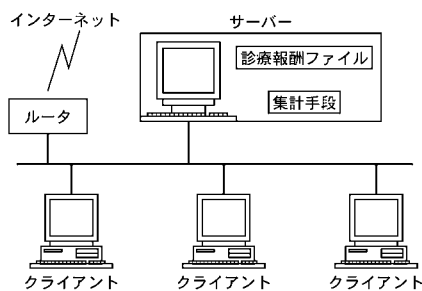 インターネット
サーバー
診療報酬ファイル
集計手段
ルータ
クライアント
クライアント
クライアント